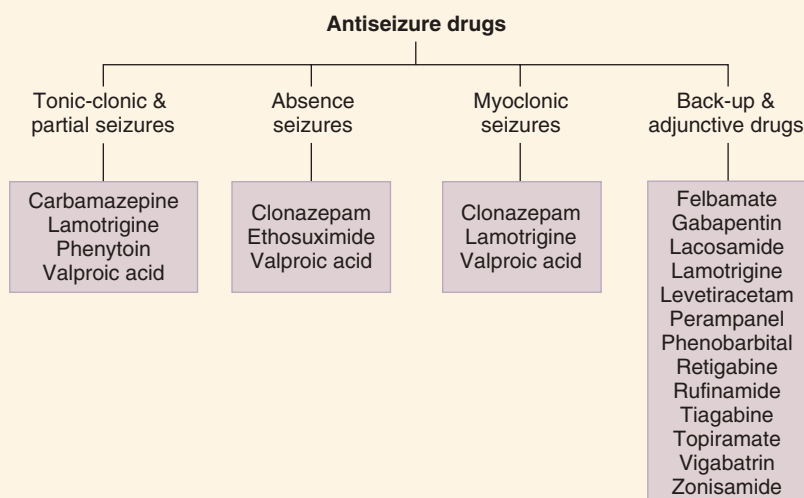 Antiseizure drugs
Tonic-clonic &
partial seizures
Carbamazepine
Lamotrigine
Phenytoin
Valproic acid
Absence
seizures
Clonazepam
Ethosuximide
Valproic acid
Myoclonic
seizures
Clonazepam
Lamotrigine
Valproic acid
Back-up &
adjunctive drugs
Felbamate
Gabapentin
Lacosamide
Lamotrigine
Levetiracetam
Perampanel
Phenobarbital
Retigabine
Rufinamide
Tiagabine
Topiramate
Vigabatrin
Zonisamide